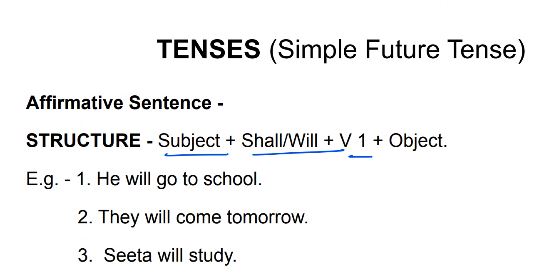 TENSES (Simple Future Tense)
Affirmative Sentence -
STRUCTURE - Subject + Shall/Will + V 1 + Object.
E.g. - 1. He will go to school.
2. They will come tomorrow.
3. Seeta will study.